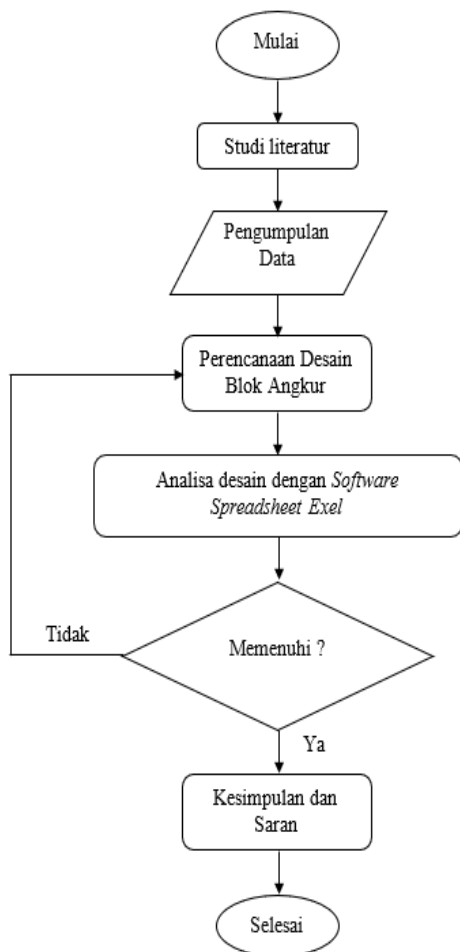 Mulai
Studi literatur
Pengumpulan
Data
Perencanaan Desain
Blok Angkur
Analisa desain dengan Software
Spreadsheet Exel
Tidak
Memenuhi ?
Ya
Kesimpulan dan
Saran
Selesai